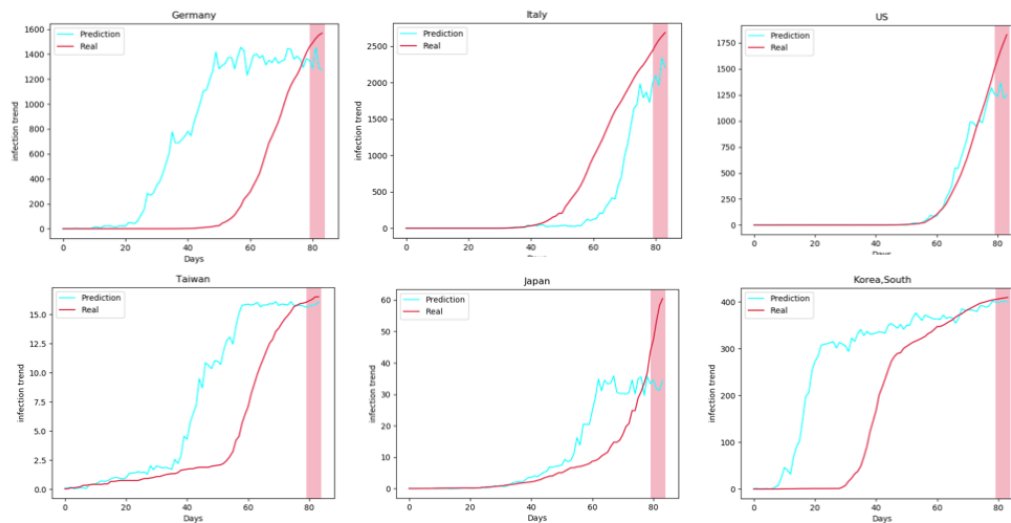 Germany
Prediction
Real
infection trend
1600
1400
1200
1000
800
600
400
200
0
0 20 40 60 80
Days
Italy
Prediction
Real
infection trend
2500
2000
1500
1000
500
0
0 20 40 60 80
Days
US
Prediction
Real
infection trend
1750
1500
1250
1000
750
500
250
0
0 20 40 60 80
Taiwan
Prediction
Real
infection trend
15.0
12.5
10.0
7.5
5.0
2.5
0.0
0 20 40 60 80
Days
Japan
Prediction
Real
infection trend
60
50
40
30
20
10
0
0 20 40 60 80
Days
Korea,South
Prediction
Real
infection trend
400
300
200
100
0
0 20 40 60 80
Days